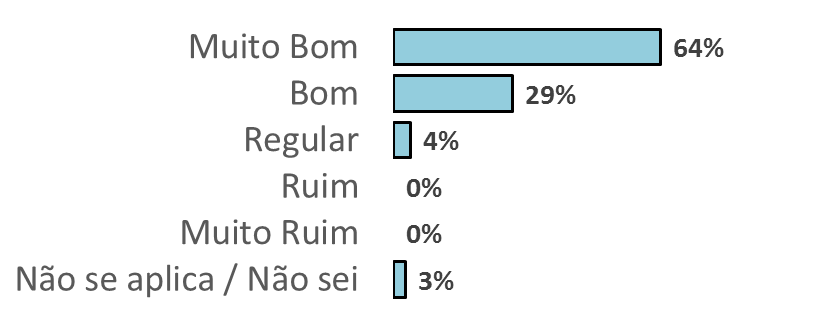 Muito Bom 64%
Bom 29%
Regular 4%
Ruim 0%
Muito Ruim 0%
Não se aplica / Não sei 3%